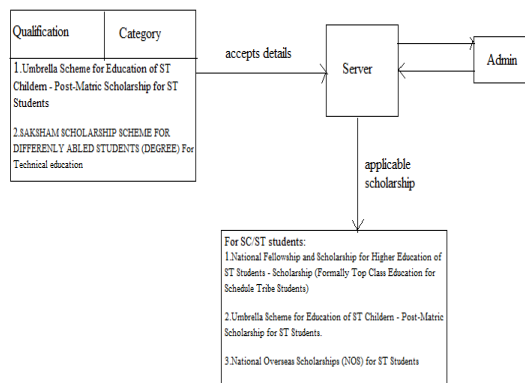 Qualification
Category
1.Umbrella Scheme for Education of ST
Childern - Post-Matric Scholarship for ST
Students
2.SAKSHAM SCHOLARSHIP SCHEME FOR
DIFFERENLY ABLED STUDENTS (DEGREE) For
Technical education
accepts details
Server
Admin
applicable
scholarship
For SC/ST students:
1.National Fellowship and Scholarship for Higher Education of
ST Students - Scholarship (Formally Top Class Education for
Schedule Tribe Students)
2.Umbrella Scheme for Education of ST Childern - Post-Matric
Scholarship for ST Students.
3.National Overseas Scholarships (NOS) for ST Students